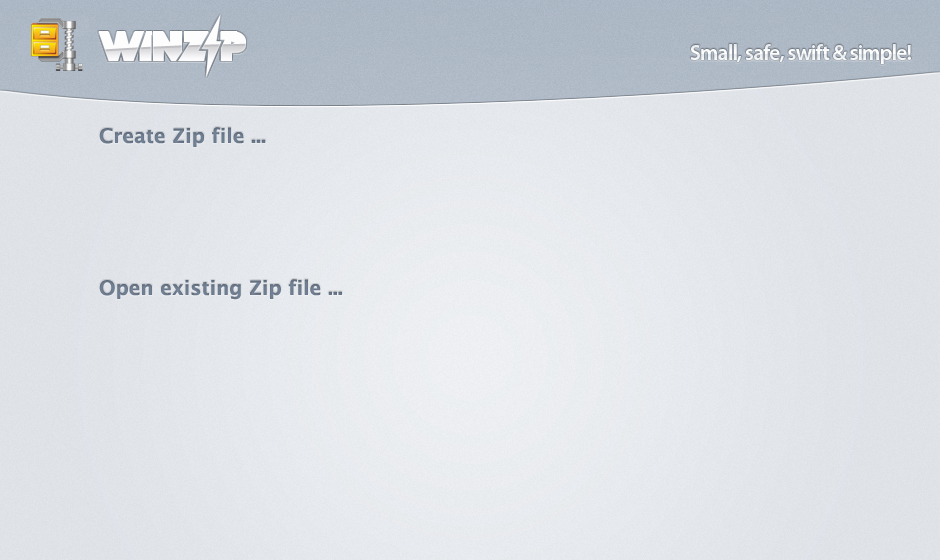 WINZIP
Small, safe, swift & simple!
Create Zip file ...
Open existing Zip file ...